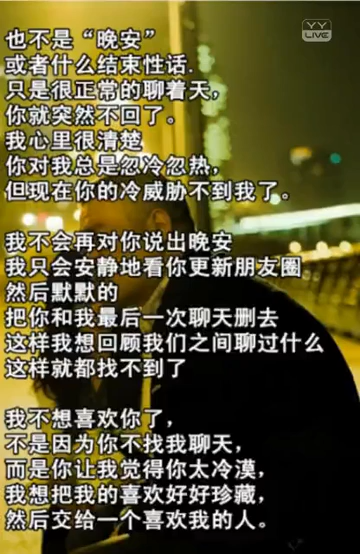 YY
LIVE
也不是“晚安”
或者什么结束性话.
只是很正常的聊着天，
你就突然不回了。
我心里很清楚
你对我总是忽冷忽热，
但现在你的冷威胁不到我了。
我不会再对你说出晚安
我只会安静地看你更新朋友圈
然后默默的
把你和我最后一次聊天删去
这样我想回顾我们之间聊过什么
这样就都找不到了
我不想喜欢你了，
不是因为你不找我聊天，
而是你让我觉得你太冷漠，
我想把我的喜欢好好珍藏，
然后交给一个喜欢我的人。